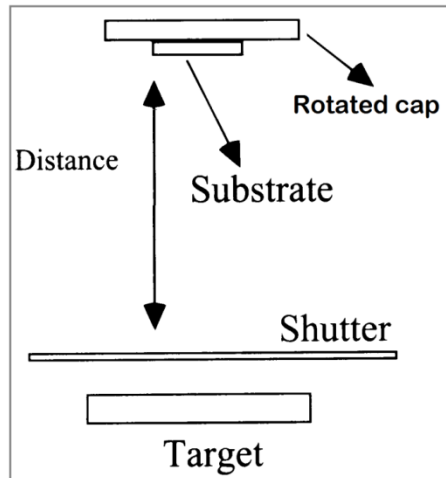 Rotated cap
Distance
Substrate
Shutter
Target